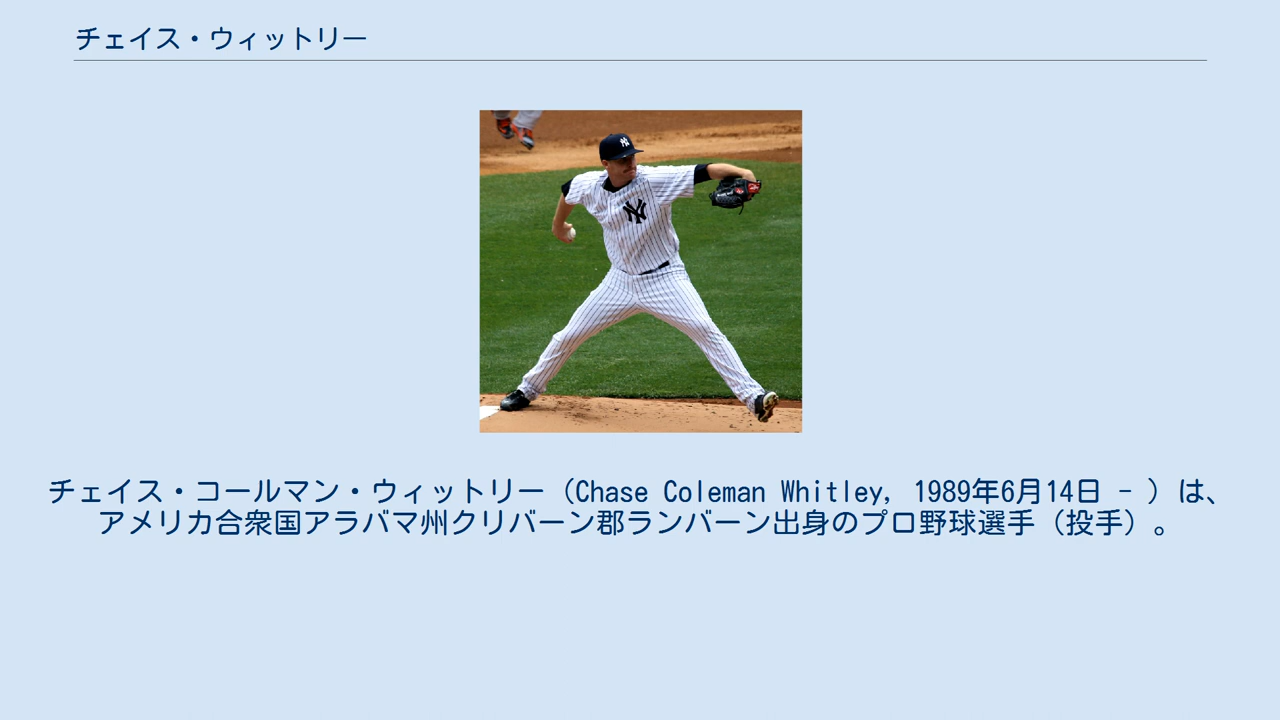 チェイス・ウィットリー
チェイス・コールマン・ウィットリー（Chase Coleman Whitley, 1989年6月14日 - ）は、
アメリカ合衆国アラバマ州クリバーン郡ランバーン出身のプロ野球選手（投手）。